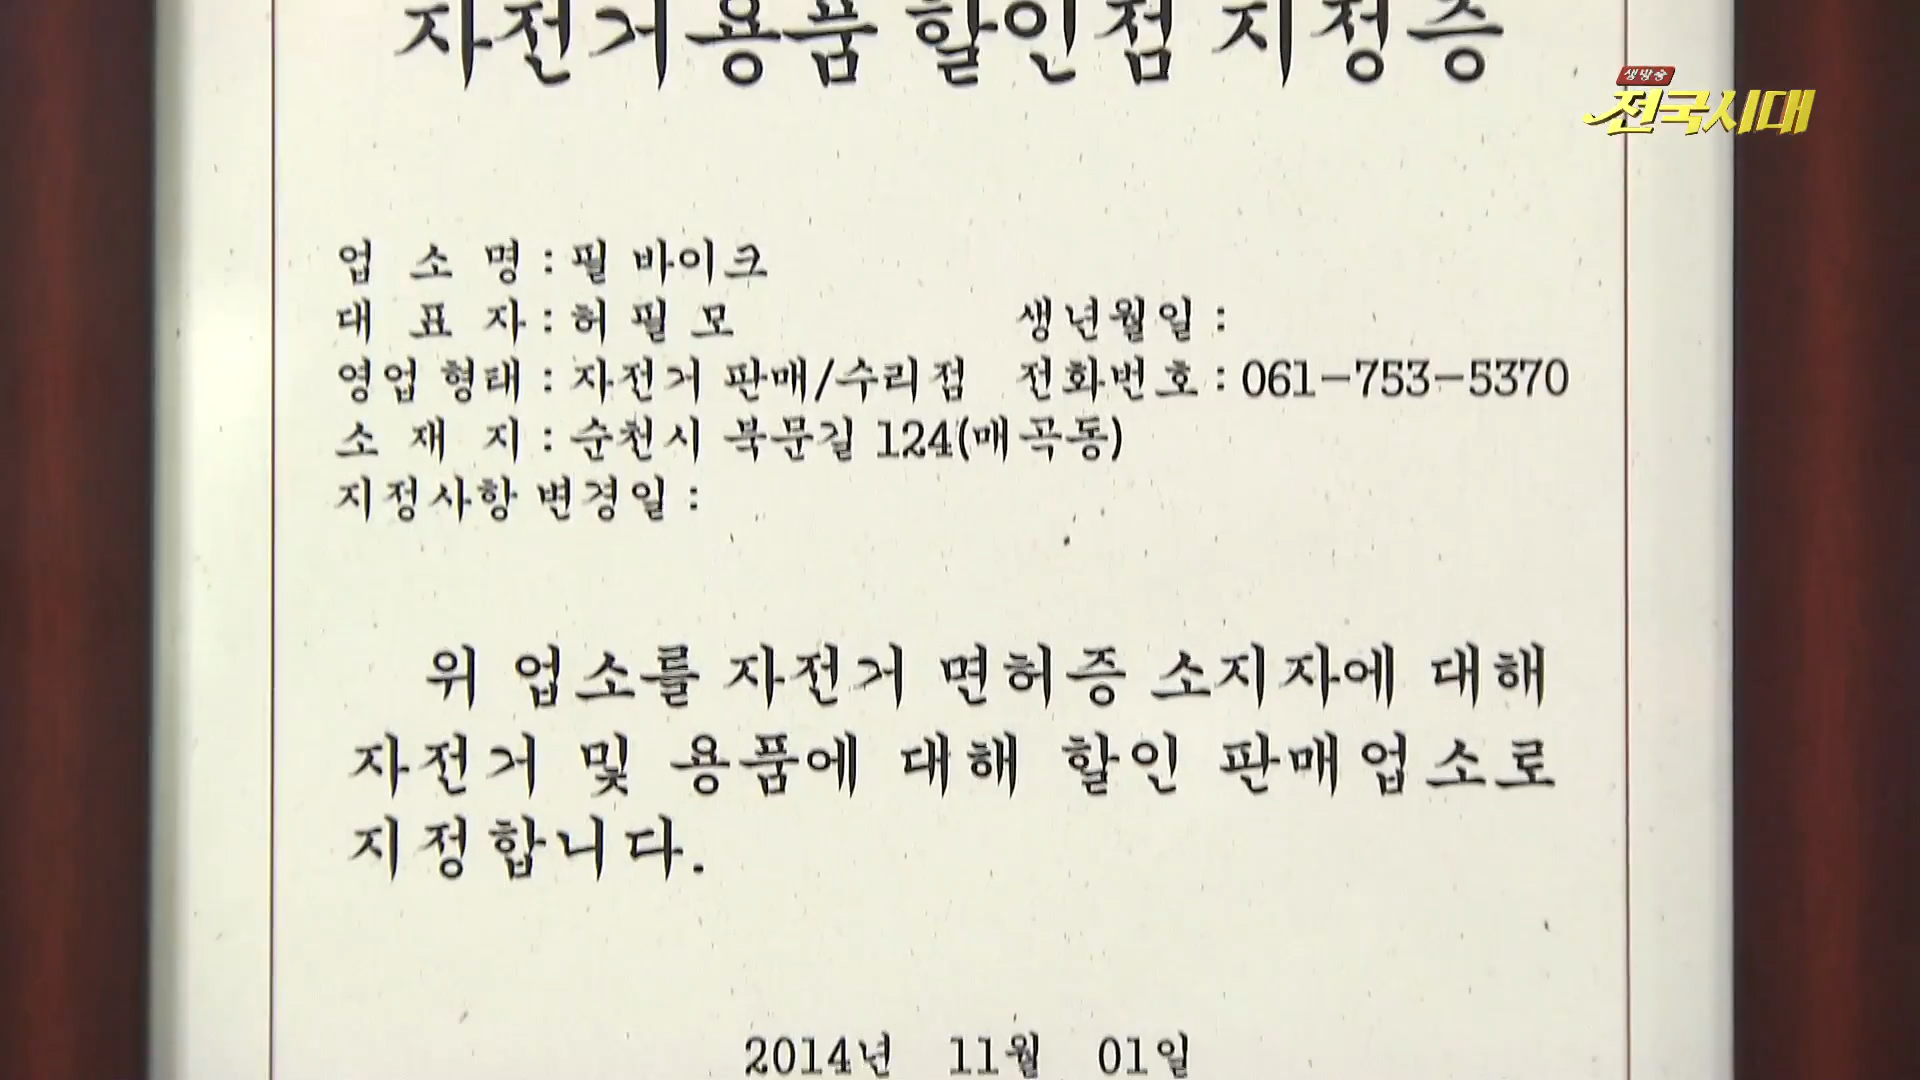 자전거용품 할인점 지정증
생방송
전국시대
업 소 명 : 필 바이크
대 표 자 : 허 필 모 생년월일 :
영업 형태 : 자전거 판매/수리점 전화번호 : 061-753-5370
소 재 지 : 순천시 북문길 124(매곡동)
지정사항 변경일 :
위 업소를 자전거 면허증 소지자에 대해
자전거 및 용품에 대해 할인 판매업소로
지정합니다.
2014년 11월 01일